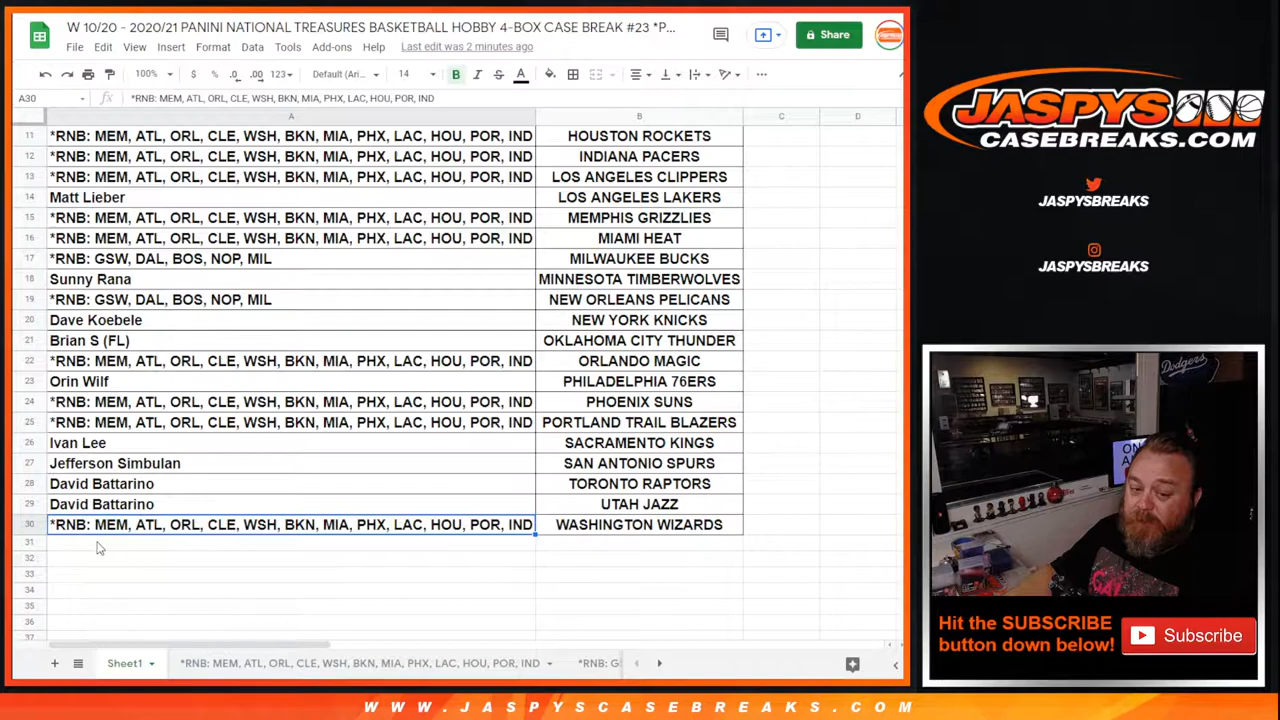 W 10/20 - 2020/21 PANINI NATIONAL TREASURES BASKETBALL HOBBY 4-BOX CASE BREAK #23 *P...
File Edit View Insert Format Data Tools Add-ons Help Last edit was 2 minutes ago
Share
100% $ % .0 .00 123 Default (Ari... 14 B I S A
A30 fx *RNB: MEM, ATL, ORL, CLE, WSH, BKN, MIA, PHX, LAC, HOU, POR, IND
A B C D
11 *RNB: MEM, ATL, ORL, CLE, WSH, BKN, MIA, PHX, LAC, HOU, POR, IND HOUSTON ROCKETS
12 *RNB: MEM, ATL, ORL, CLE, WSH, BKN, MIA, PHX, LAC, HOU, POR, IND INDIANA PACERS
13 *RNB: MEM, ATL, ORL, CLE, WSH, BKN, MIA, PHX, LAC, HOU, POR, IND LOS ANGELES CLIPPERS
14 Matt Lieber LOS ANGELES LAKERS
15 *RNB: MEM, ATL, ORL, CLE, WSH, BKN, MIA, PHX, LAC, HOU, POR, IND MEMPHIS GRIZZLIES
16 *RNB: MEM, ATL, ORL, CLE, WSH, BKN, MIA, PHX, LAC, HOU, POR, IND MIAMI HEAT
17 *RNB: GSW, DAL, BOS, NOP, MIL MILWAUKEE BUCKS
18 Sunny Rana MINNESOTA TIMBERWOLVES
19 *RNB: GSW, DAL, BOS, NOP, MIL NEW ORLEANS PELICANS
20 Dave Koebele NEW YORK KNICKS
21 Brian S (FL) OKLAHOMA CITY THUNDER
22 *RNB: MEM, ATL, ORL, CLE, WSH, BKN, MIA, PHX, LAC, HOU, POR, IND ORLANDO MAGIC
23 Orin Wilf PHILADELPHIA 76ERS
24 *RNB: MEM, ATL, ORL, CLE, WSH, BKN, MIA, PHX, LAC, HOU, POR, IND PHOENIX SUNS
25 *RNB: MEM, ATL, ORL, CLE, WSH, BKN, MIA, PHX, LAC, HOU, POR, IND PORTLAND TRAIL BLAZERS
26 Ivan Lee SACRAMENTO KINGS
27 Jefferson Simbulan SAN ANTONIO SPURS
28 David Battarino TORONTO RAPTORS
29 David Battarino UTAH JAZZ
30 *RNB: MEM, ATL, ORL, CLE, WSH, BKN, MIA, PHX, LAC, HOU, POR, IND WASHINGTON WIZARDS
31
32
33
34
35
36
37
Sheet1 *RNB: MEM, ATL, ORL, CLE, WSH, BKN, MIA, PHX, LAC, HOU, POR, IND *RNB: G
JASPYS
CASEBREAKS.COM
JASPYSBREAKS
JASPYSBREAKS
Dodgers
ON
Hit the SUBSCRIBE
button down below!
Subscribe
WWW.JASPYSCASEBREAKS.COM